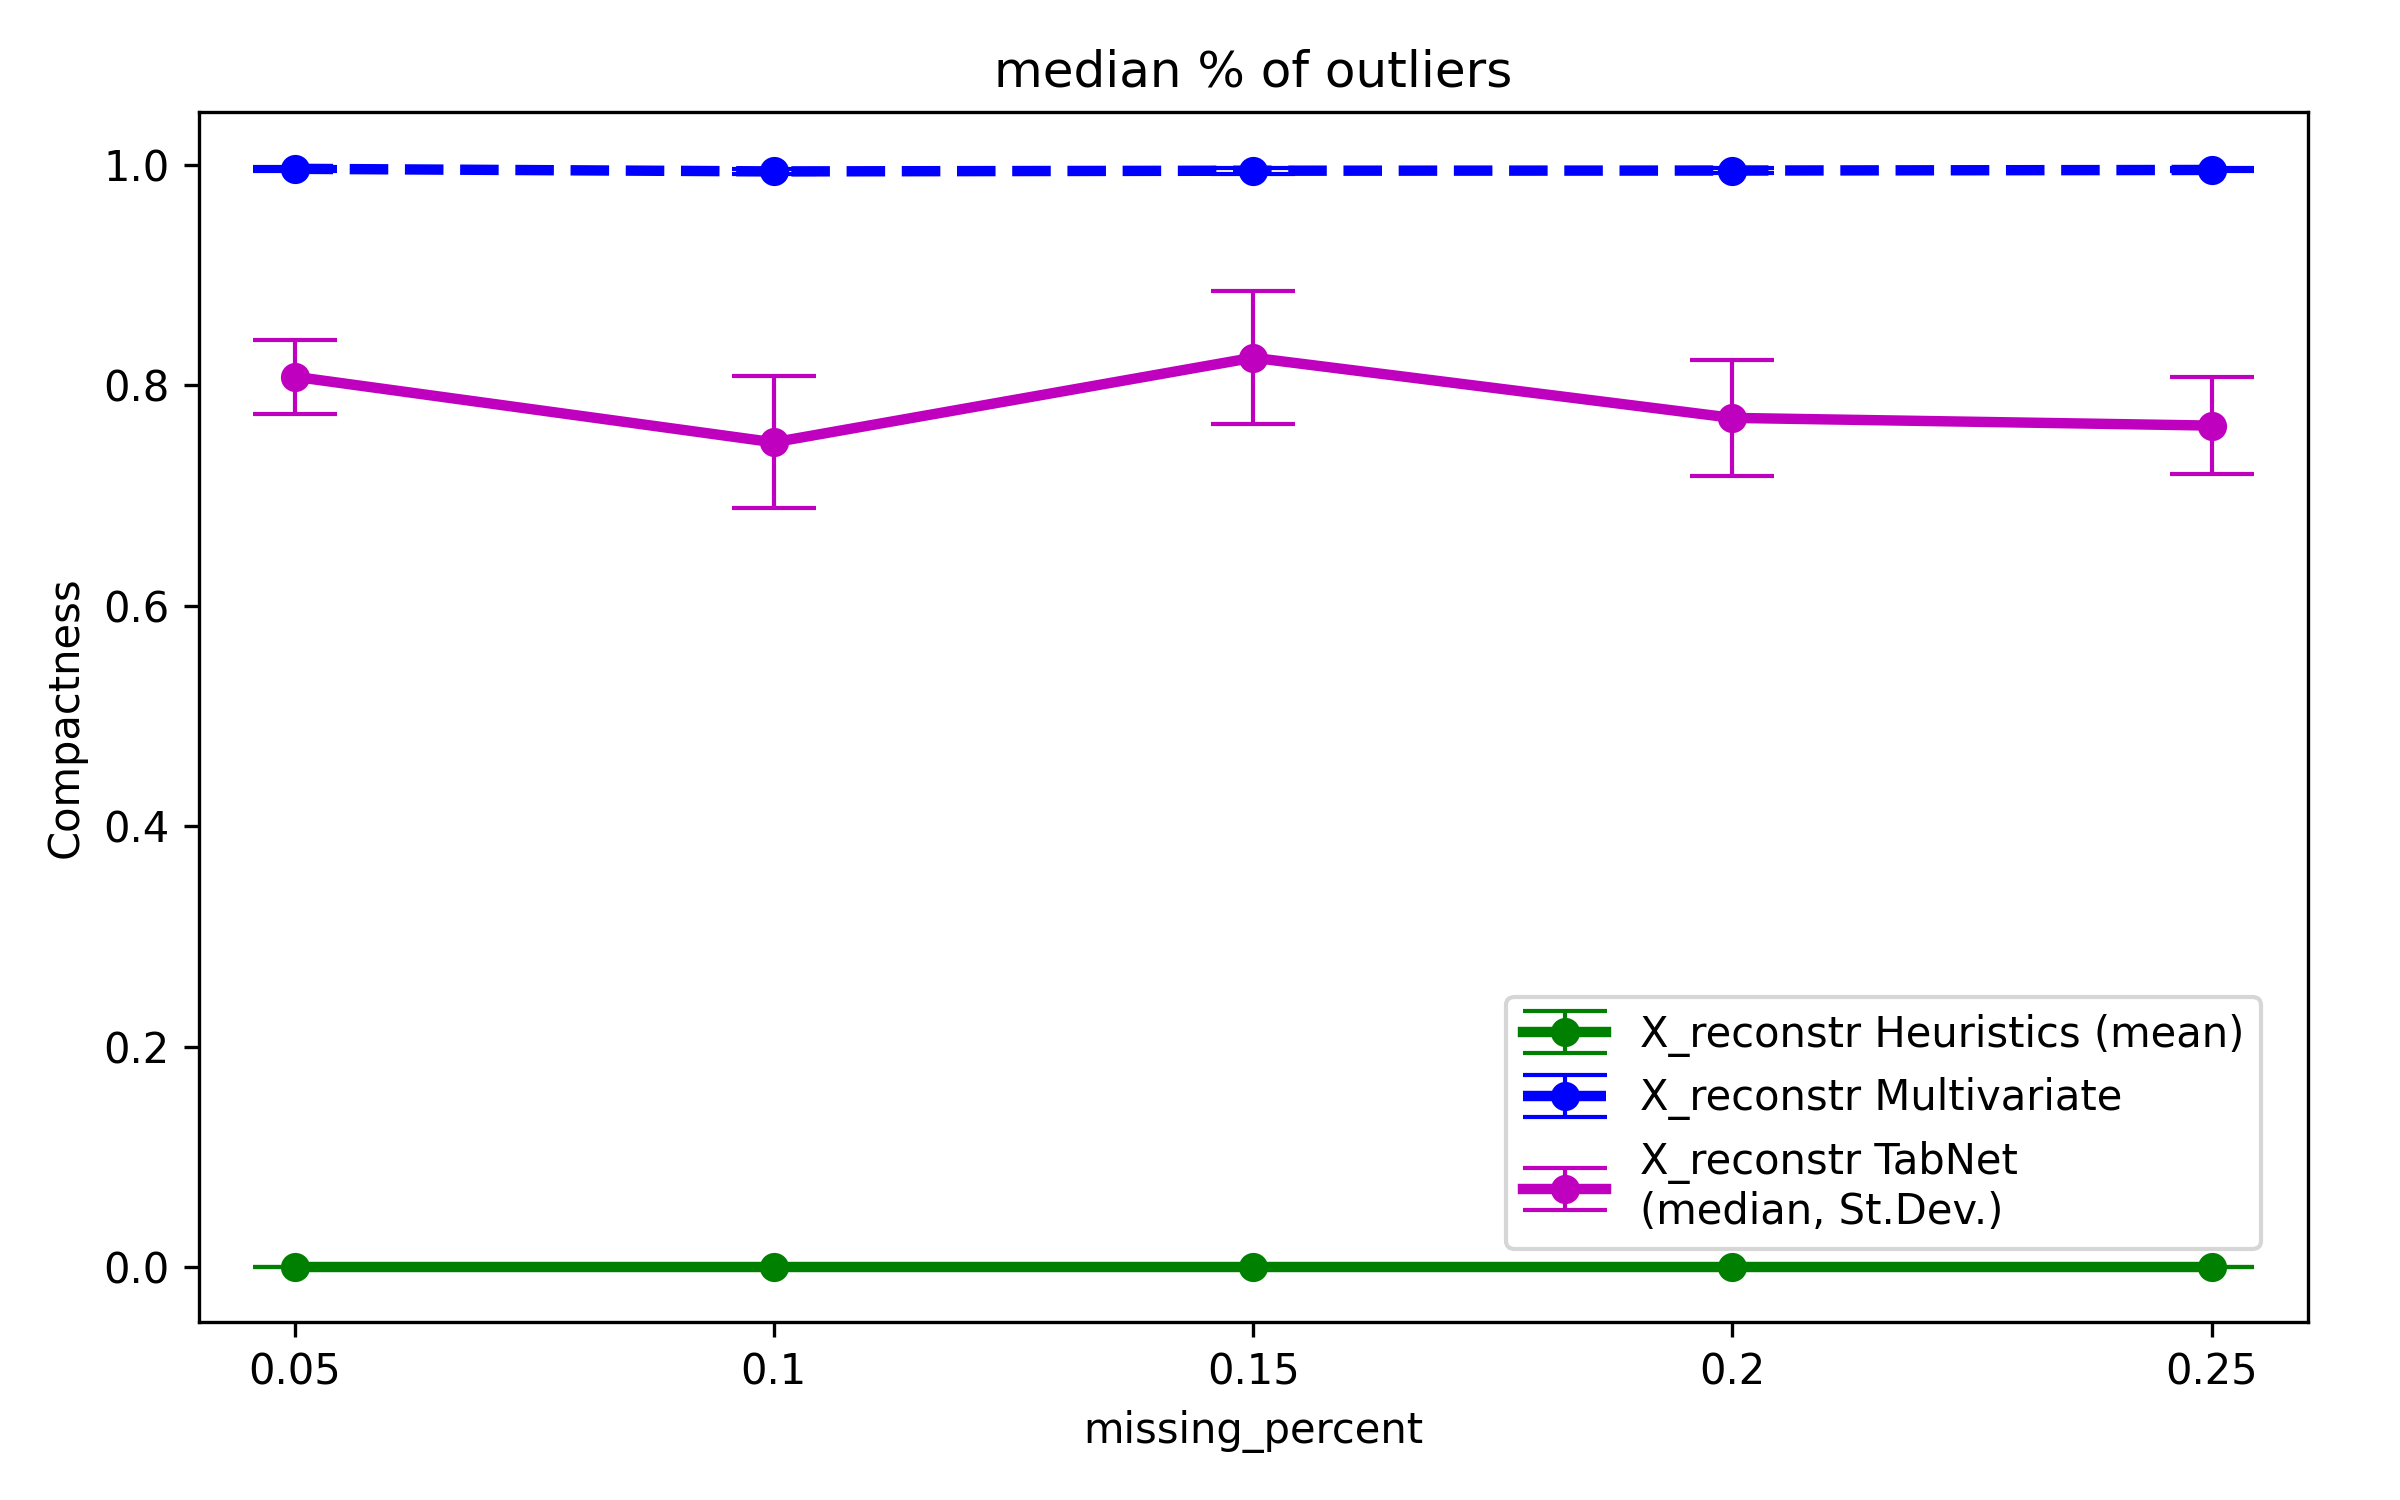 median % of outliers
1.0
0.8
0.6
0.4
0.2
0.0
Compactness
X_reconstr Heuristics (mean)
X_reconstr Multivariate
X_reconstr TabNet
(median, St.Dev.)
0.05
0.1
0.15
0.2
0.25
missing_percent